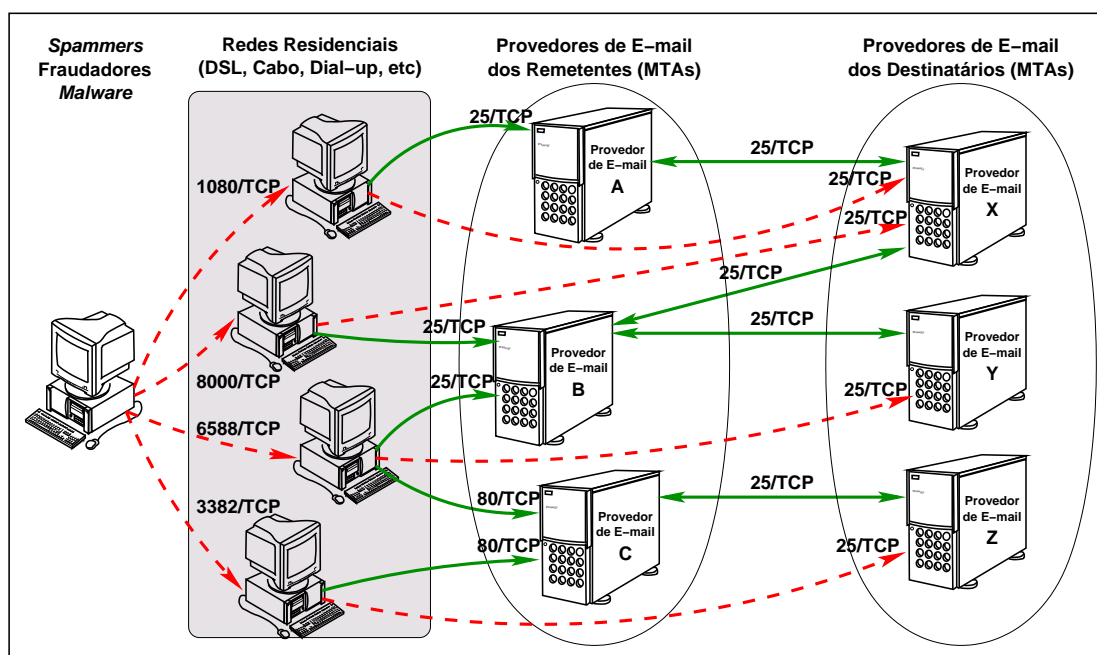 Spammers
Fraudadores
Malware
Redes Residenciais
(DSL, Cabo, Dial−up, etc)
Provedores de E−mail
dos Remetentes (MTAs)
Provedores de E−mail
dos Destinatários (MTAs)
25/TCP
Provedor
de E−mail
A
25/TCP
Provedor
de E−mail
X
25/TCP
25/TCP
1080/TCP
25/TCP
25/TCP
Provedor
de E−mail
B
25/TCP
Provedor
de E−mail
Y
8000/TCP
25/TCP
25/TCP
6588/TCP
80/TCP
Provedor
de E−mail
C
25/TCP
Provedor
de E−mail
Z
3382/TCP
80/TCP
25/TCP